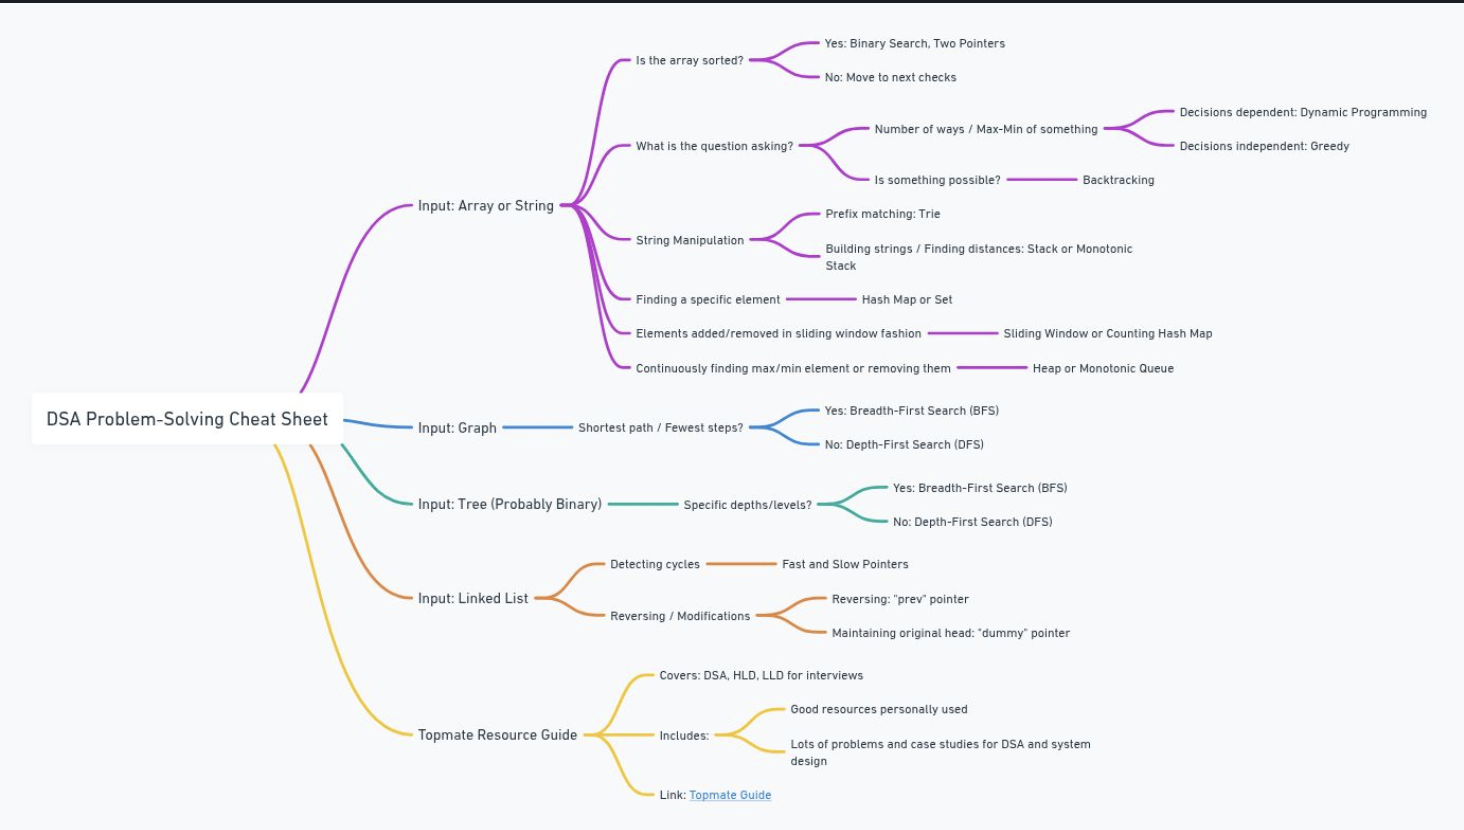 DSA Problem-Solving Cheat Sheet
Input: Array or String
Is the array sorted?
Yes: Binary Search, Two Pointers
No: Move to next checks
What is the question asking?
Number of ways / Max-Min of something
Decisions dependent: Dynamic Programming
Decisions independent: Greedy
Is something possible?
Backtracking
String Manipulation
Prefix matching: Trie
Building strings / Finding distances: Stack or Monotonic
Stack
Finding a specific element
Hash Map or Set
Elements added/removed in sliding window fashion
Sliding Window or Counting Hash Map
Continuously finding max/min element or removing them
Heap or Monotonic Queue
Input: Graph
Shortest path / Fewest steps?
Yes: Breadth-First Search (BFS)
No: Depth-First Search (DFS)
Input: Tree (Probably Binary)
Specific depths/levels?
Yes: Breadth-First Search (BFS)
No: Depth-First Search (DFS)
Input: Linked List
Detecting cycles
Fast and Slow Pointers
Reversing / Modifications
Reversing: "prev" pointer
Maintaining original head: "dummy" pointer
Topmate Resource Guide
Covers: DSA, HLD, LLD for interviews
Includes:
Good resources personally used
Lots of problems and case studies for DSA and system
design
Link: Topmate Guide